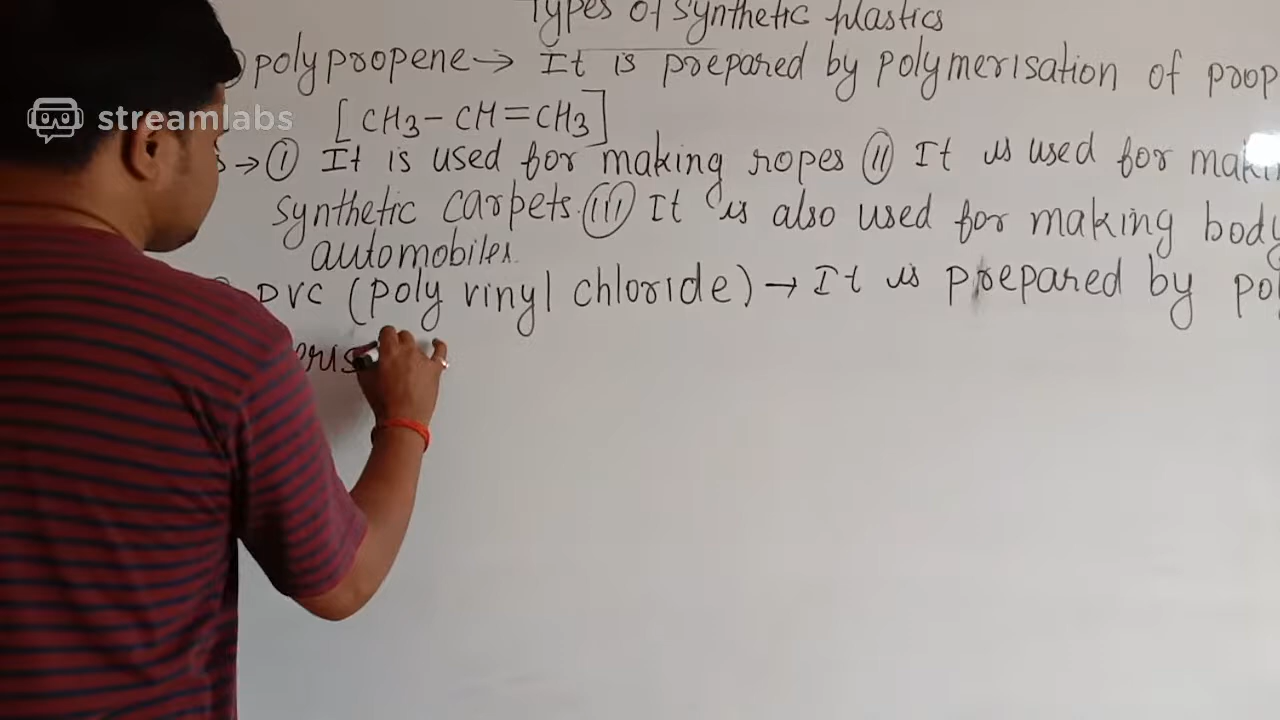 Types of synthetic plastics
polypropene → It is prepared by polymerisation of prop
streamlabs
[CH3-CH=CH3]
s → (I) It is used for making ropes (II) It is used for maki
synthetic carpets. (III) It is also used for making body
automobiles.
PVC (poly vinyl chloride) → It is prepared by pol
eris